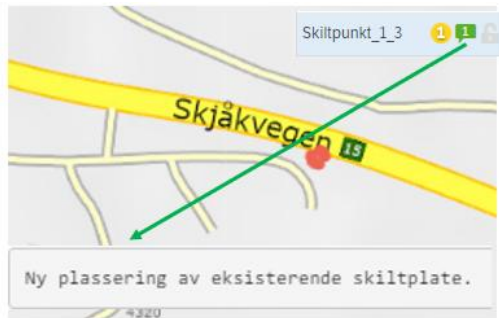 Skiltpunkt_1_3 1 1
Skjåkvegen 15
Ny plassering av eksisterende skiltplate.
4320